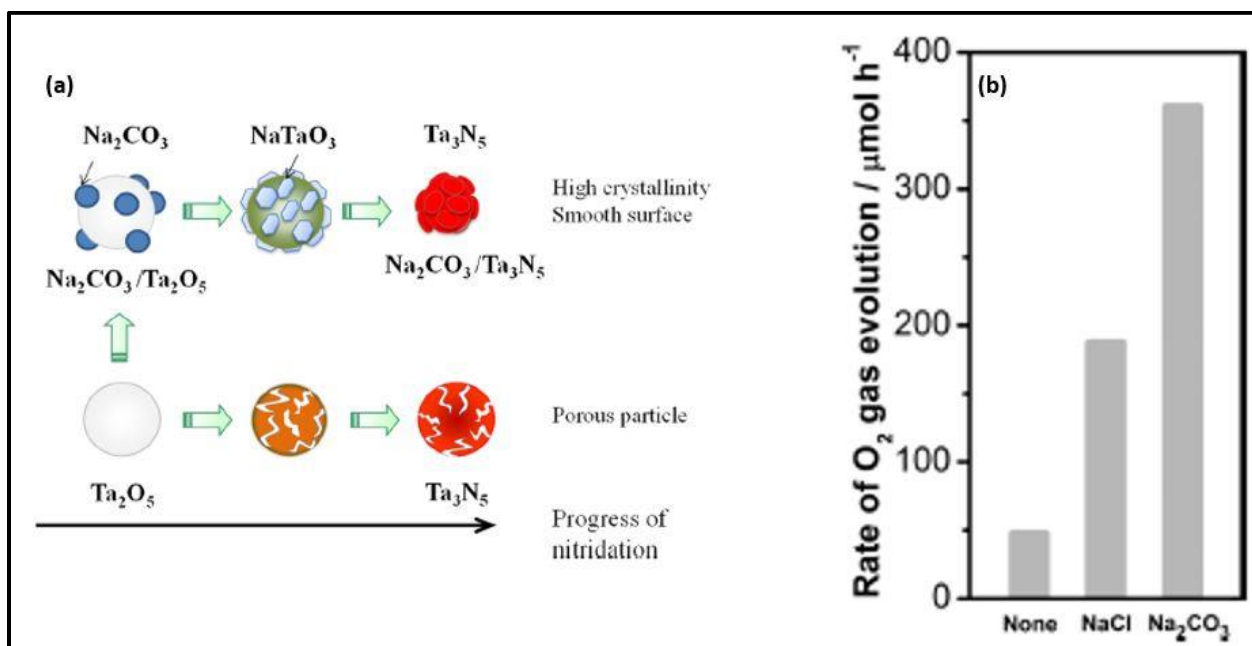 (a)
Na₂CO₃
NaTaO₃
Ta₃N₅
High crystallinity
Smooth surface
Na₂CO₃/Ta₂O₅
Na₂CO₃/Ta₃N₅
Porous particle
Ta₂O₅
Ta₃N₅
Progress of
nitridation
(b)
Rate of O₂ gas evolution / μmol h⁻¹
400
300
200
100
0
None NaCl Na₂CO₃